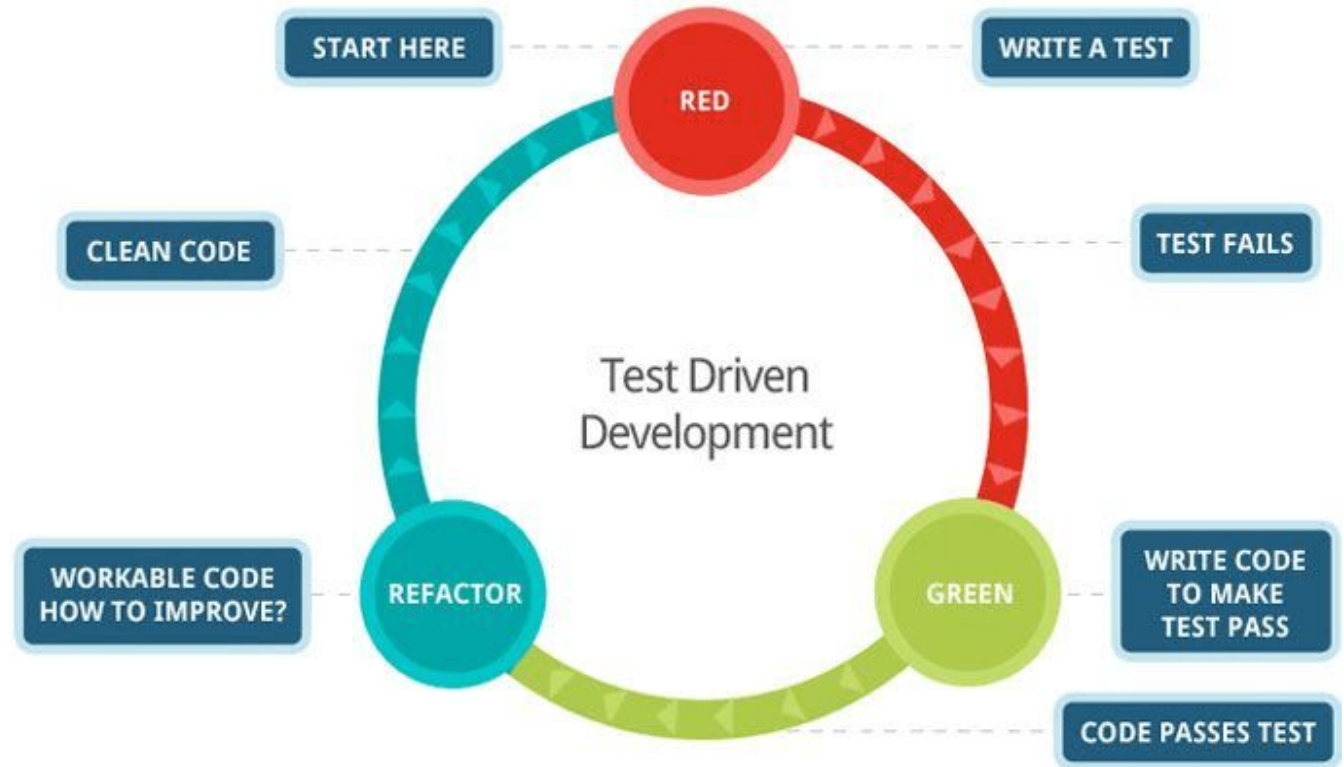 START HERE
RED
WRITE A TEST
CLEAN CODE
TEST FAILS
Test Driven
Development
WORKABLE CODE
HOW TO IMPROVE?
REFACTOR
GREEN
WRITE CODE
TO MAKE
TEST PASS
CODE PASSES TEST